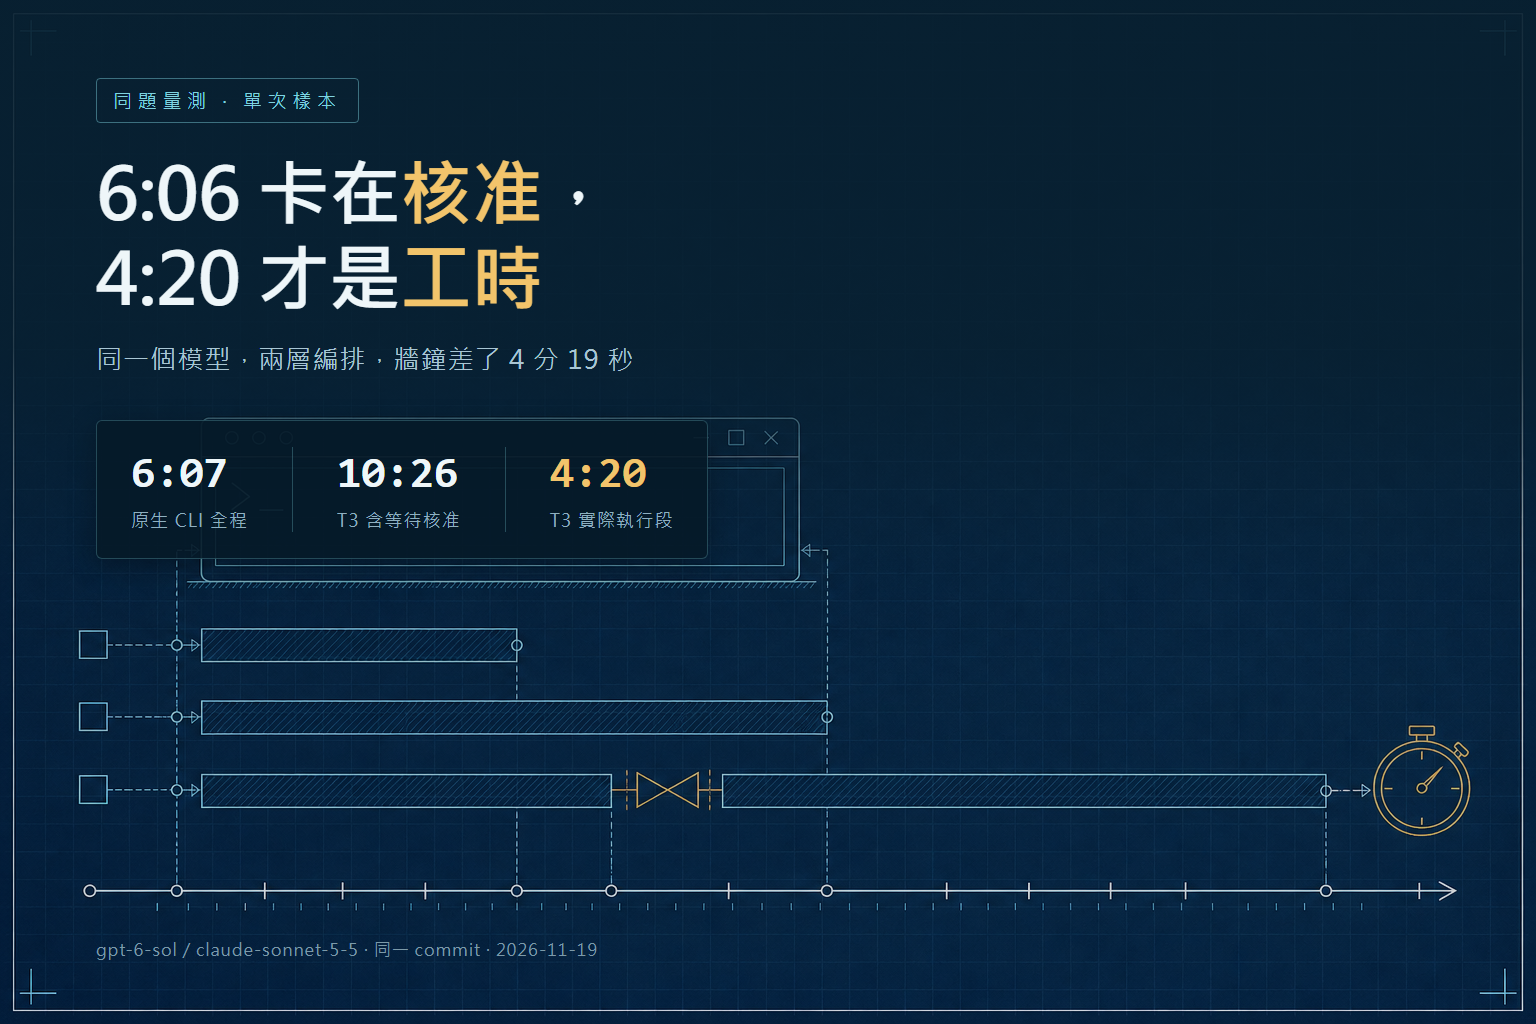 同題量測 · 單次樣本
6:06 卡在核准，
4:20 才是工時
同一個模型，兩層編排，牆鐘差了 4 分 19 秒
6:07
原生 CLI 全程
10:26
T3 含等待核准
4:20
T3 實際執行段
gpt-6-sol / claude-sonnet-5-5 · 同一 commit · 2026-11-19